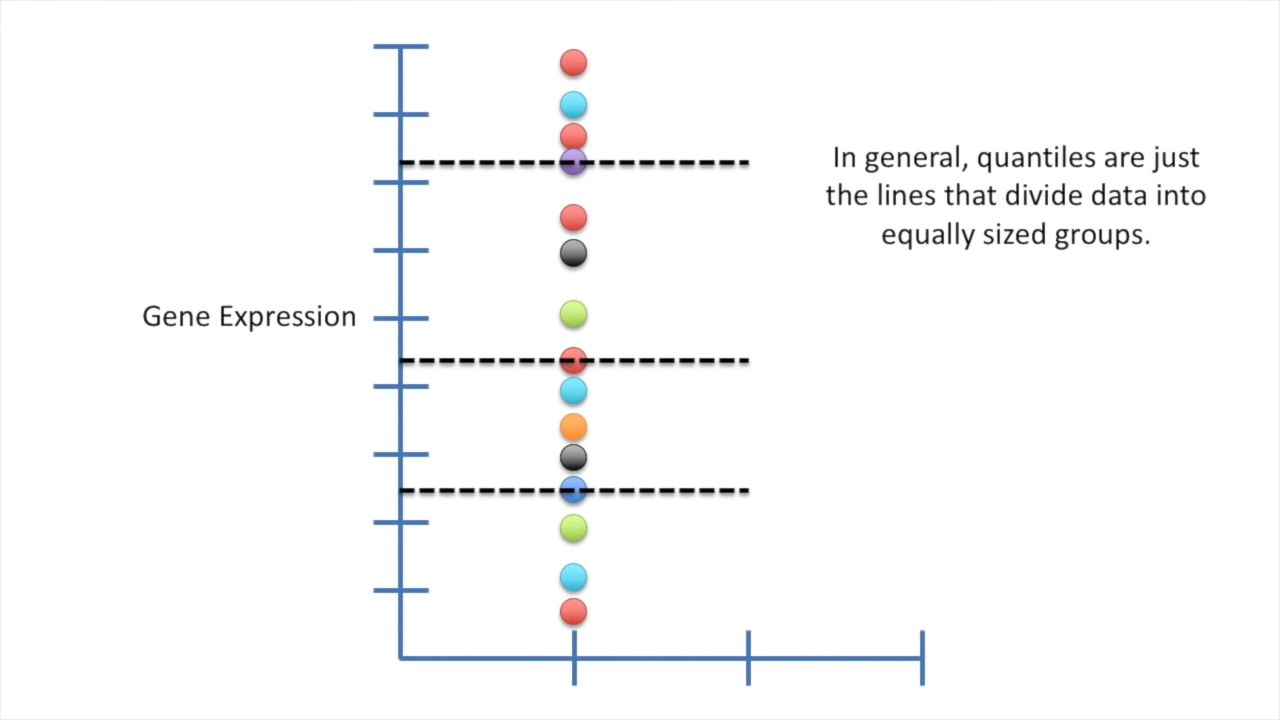 In general, quantiles are just
the lines that divide data into
equally sized groups.
Gene Expression